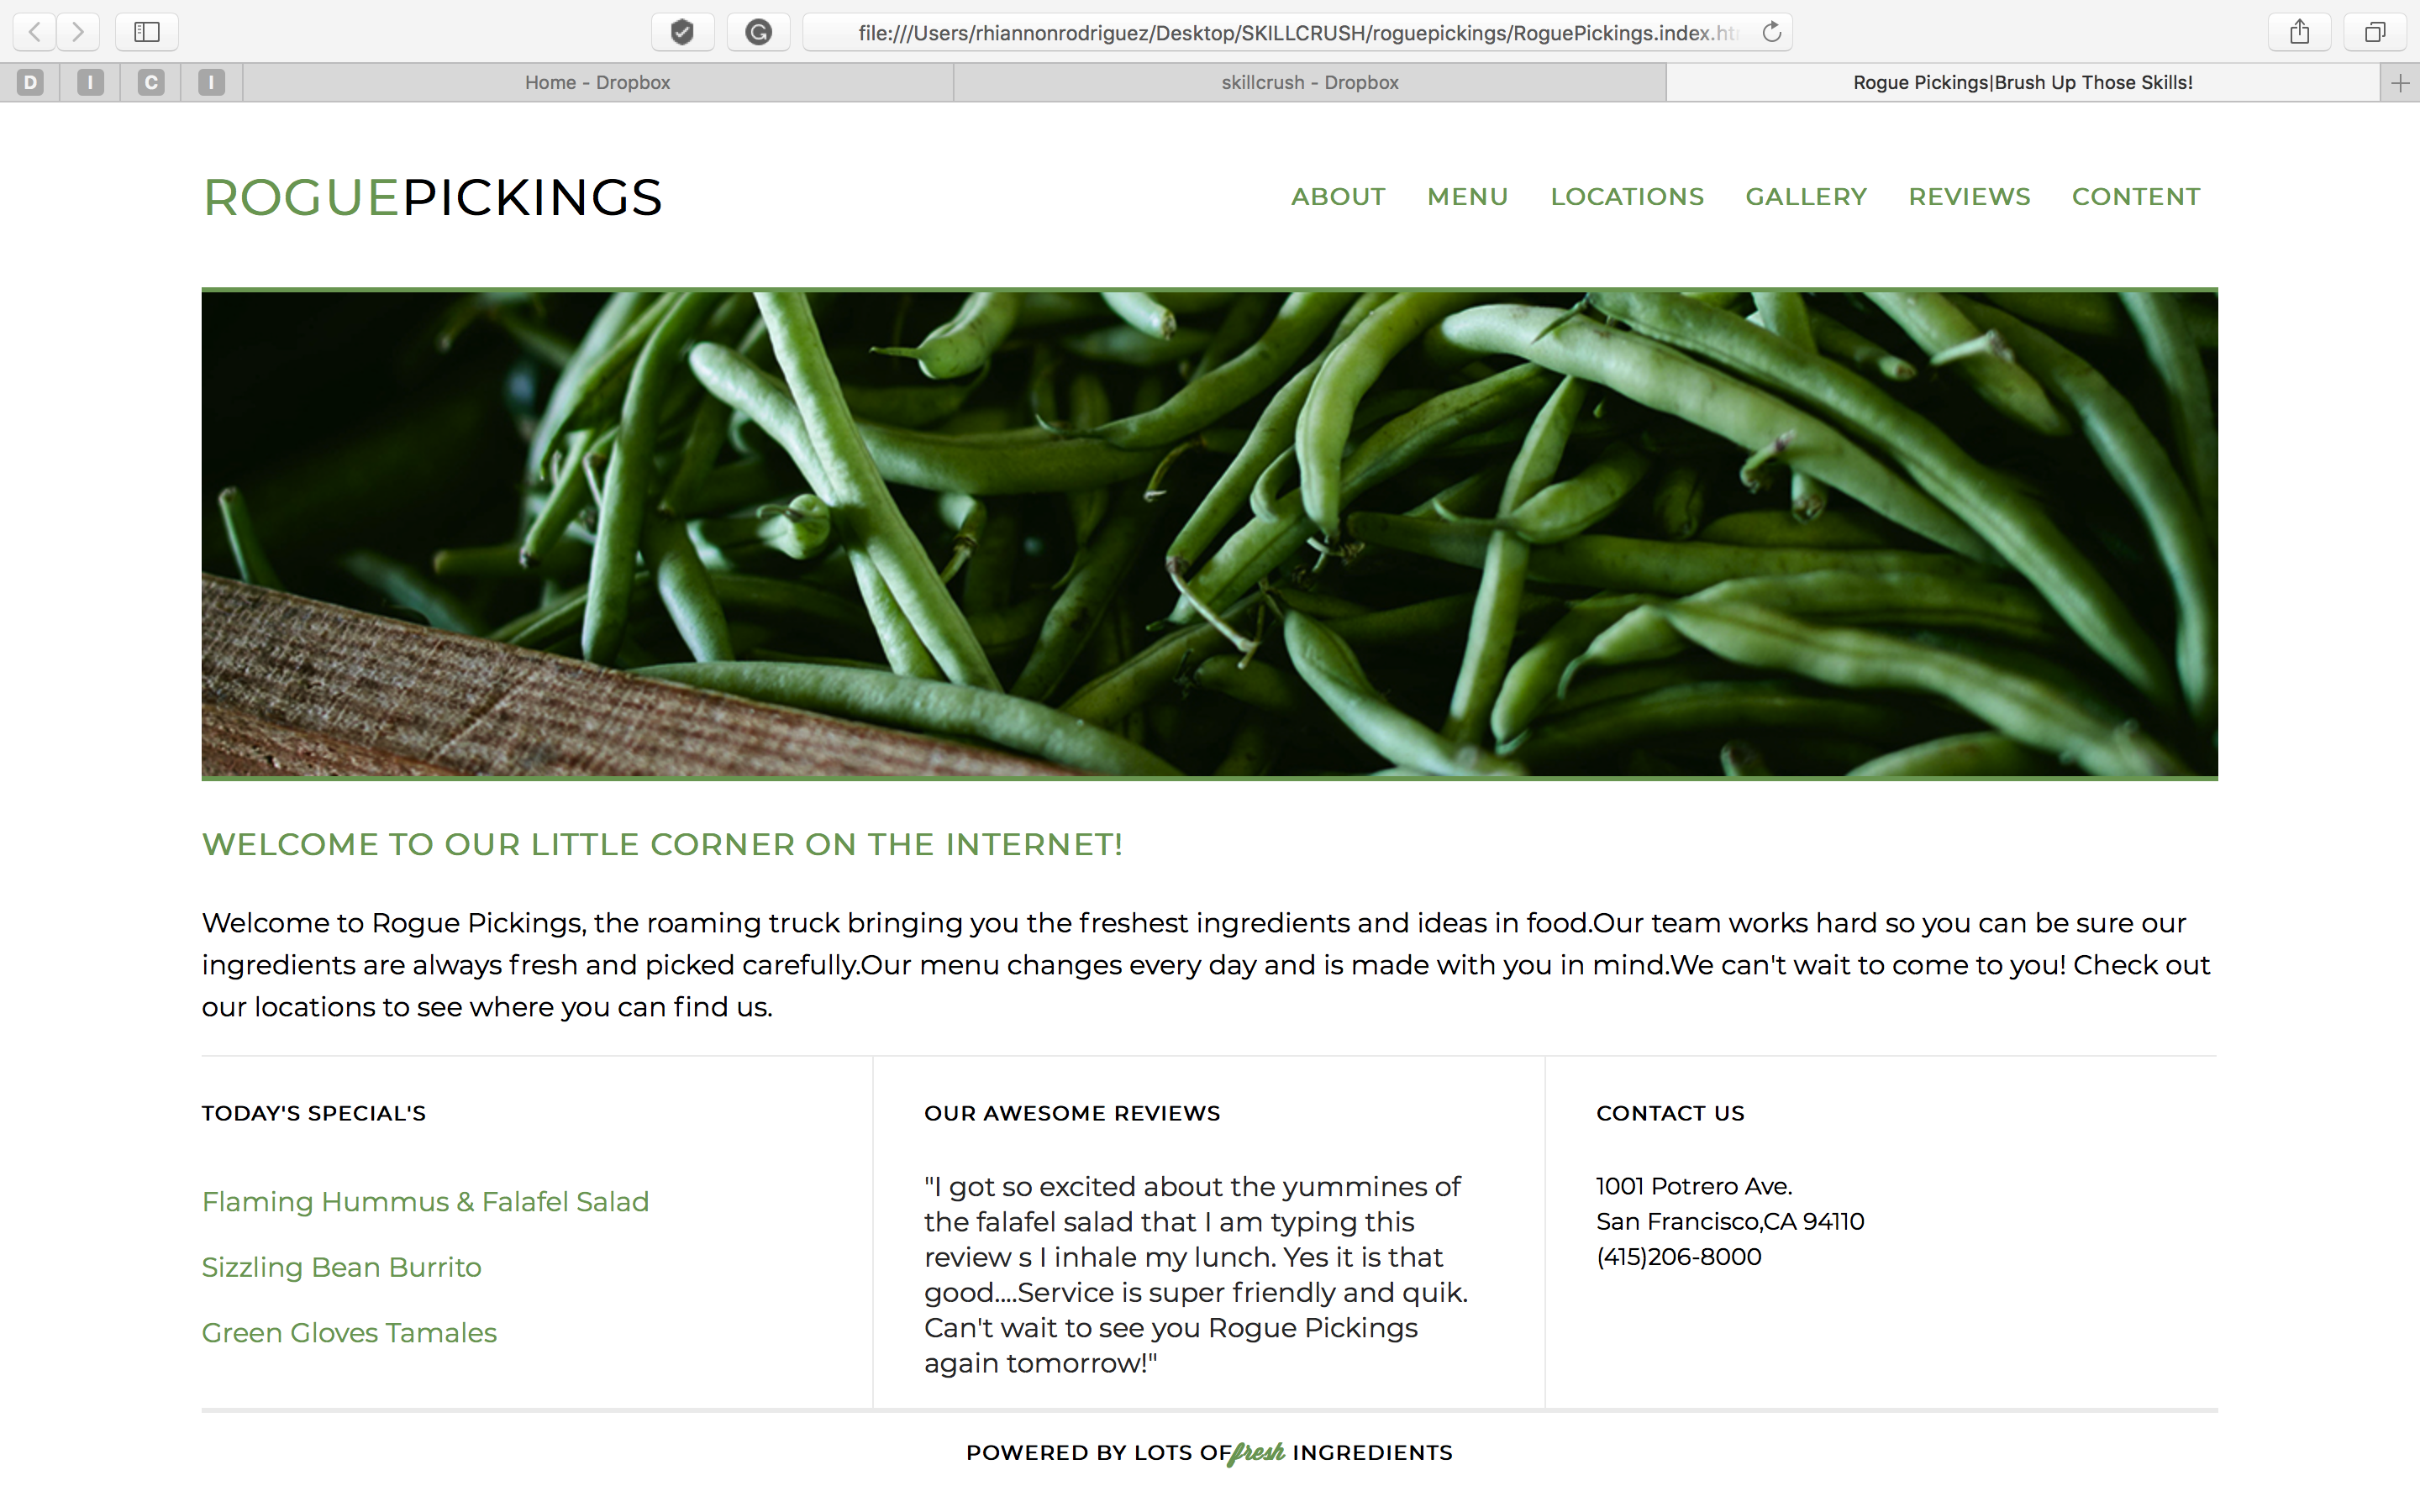 file:///Users/rhiannonrodriguez/Desktop/SKILLCRUSH/roguepickings/RoguePickings.index.htm
D I C I Home - Dropbox skillcrush - Dropbox Rogue Pickings|Brush Up Those Skills!
ROGUEPICKINGS
ABOUT MENU LOCATIONS GALLERY REVIEWS CONTENT
WELCOME TO OUR LITTLE CORNER ON THE INTERNET!
Welcome to Rogue Pickings, the roaming truck bringing you the freshest ingredients and ideas in food.Our team works hard so you can be sure our
ingredients are always fresh and picked carefully.Our menu changes every day and is made with you in mind.We can't wait to come to you! Check out
our locations to see where you can find us.
TODAY'S SPECIAL'S
Flaming Hummus & Falafel Salad
Sizzling Bean Burrito
Green Gloves Tamales
OUR AWESOME REVIEWS
"I got so excited about the yummines of
the falafel salad that I am typing this
review s I inhale my lunch. Yes it is that
good....Service is super friendly and quik.
Can't wait to see you Rogue Pickings
again tomorrow!"
CONTACT US
1001 Potrero Ave.
San Francisco,CA 94110
(415)206-8000
POWERED BY LOTS OF fresh INGREDIENTS